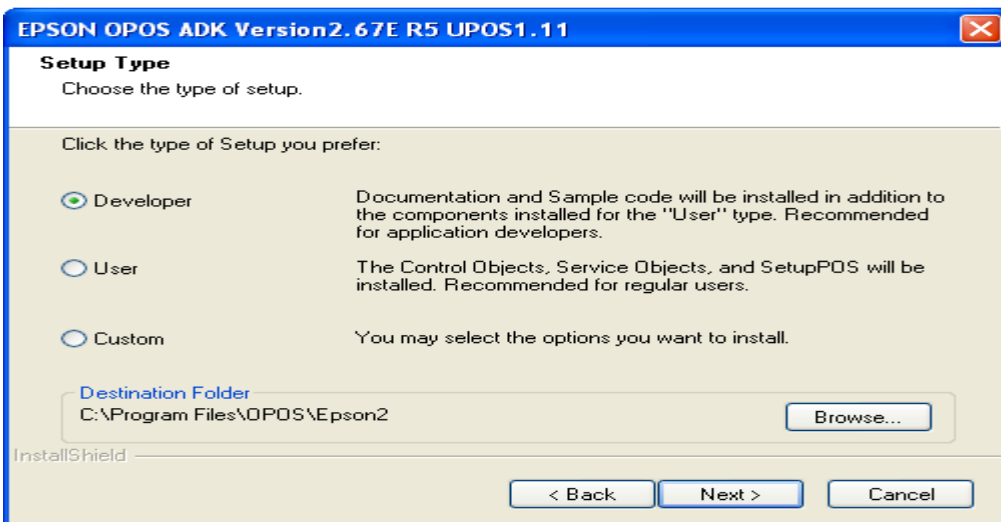 EPSON OPOS ADK Version2.67E R5 UPOS1.11
Setup Type
Choose the type of setup.
Click the type of Setup you prefer:
Developer
Documentation and Sample code will be installed in addition to
the components installed for the "User" type. Recommended
for application developers.
User
The Control Objects, Service Objects, and SetupPOS will be
installed. Recommended for regular users.
Custom
You may select the options you want to install.
Destination Folder
C:\Program Files\OPOS\Epson2
Browse...
InstallShield
< Back
Next >
Cancel